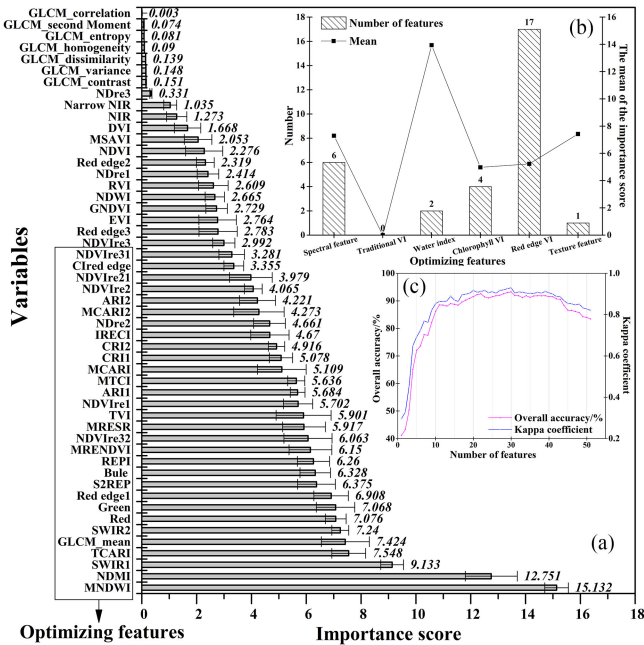 GLCM_correlation 0.003
GLCM_second Moment 0.074
GLCM_entropy 0.081
GLCM_homogeneity 0.09
GLCM_dissimilarity 0.139
GLCM_variance 0.148
GLCM_contrast 0.151
NDre3 0.331
Narrow NIR 1.035
NIR 1.273
DVI 1.668
MSAVI 2.053
NDVI 2.276
Red edge2 2.319
NDre1 2.414
RVI 2.609
NDWI 2.665
GNDVI 2.729
EVI 2.764
Red edge3 2.783
NDVIre3 2.992
NDVIre31 3.281
CIred edge 3.355
NDVIre21 3.979
NDVIre2 4.065
ARI2 4.221
MCARI2 4.273
NDre2 4.661
IRECI 4.67
CRI2 4.916
CRI1 5.078
MCARI 5.109
MTCI 5.636
ARI1 5.684
NDVIre1 5.702
TVI 5.901
MRESR 5.917
NDVIre32 6.063
MRENDVI 6.15
REPI 6.26
Bule 6.328
S2REP 6.375
Red edge1 6.908
Green 7.068
Red 7.076
SWIR2 7.24
GLCM_mean 7.424
TCARI 7.548
SWIR1 9.133
NDMI 12.751
MNDWI 15.132
0 2 4 6 8 10 12 14 16 18
Variables
Optimizing features
Importance score
(a)
(b)
Number of features
Mean
18
16
14
12
10
8
6
4
2
0
Number
16
14
12
10
8
6
4
2
0
The mean of the importance score
6 0 2 4 17 1
Spectral feature Traditional VI Water index Chlorophyll VI Red edge VI Texture feature
Optimizing features
(c)
100
90
80
70
60
50
40
Overall accuracy/%
1.0
0.8
0.6
0.4
0.2
Kappa coefficient
Overall accuracy/%
Kappa coefficient
0 10 20 30 40 50
Number of features